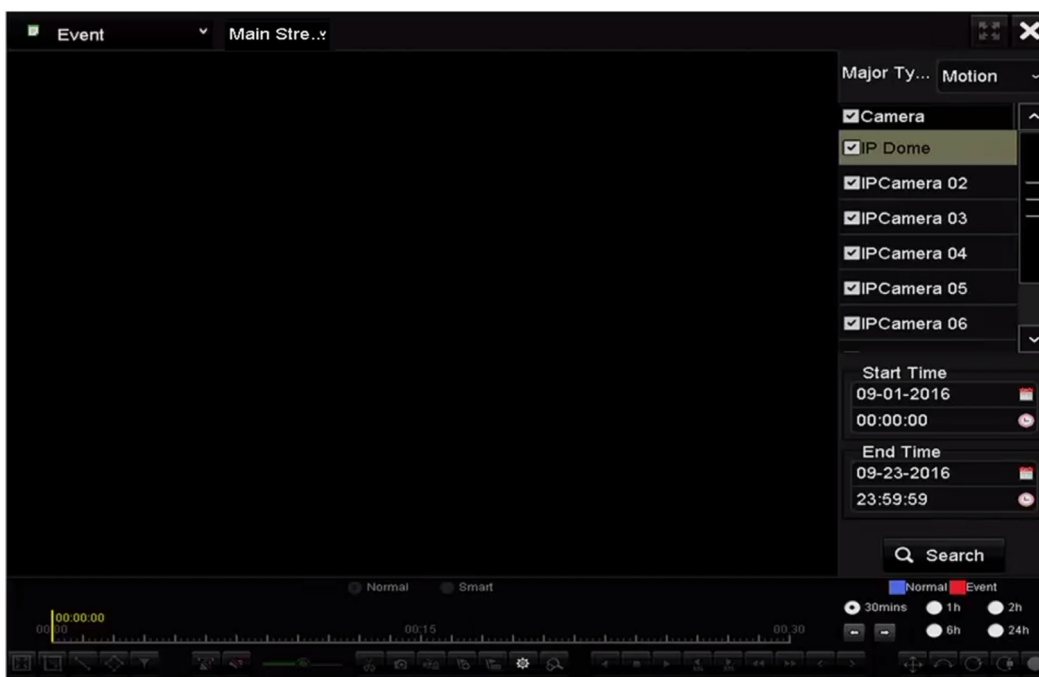 Event Main Stre..
Major Ty... Motion
Camera
IP Dome
IPCamera 02
IPCamera 03
IPCamera 04
IPCamera 05
IPCamera 06
Start Time
09-01-2016
00:00:00
End Time
09-23-2016
23:59:59
Search
Normal Smart
Normal Event
00:00:00
30mins 1h 2h
00:00 00:15 00:30
6h 24h